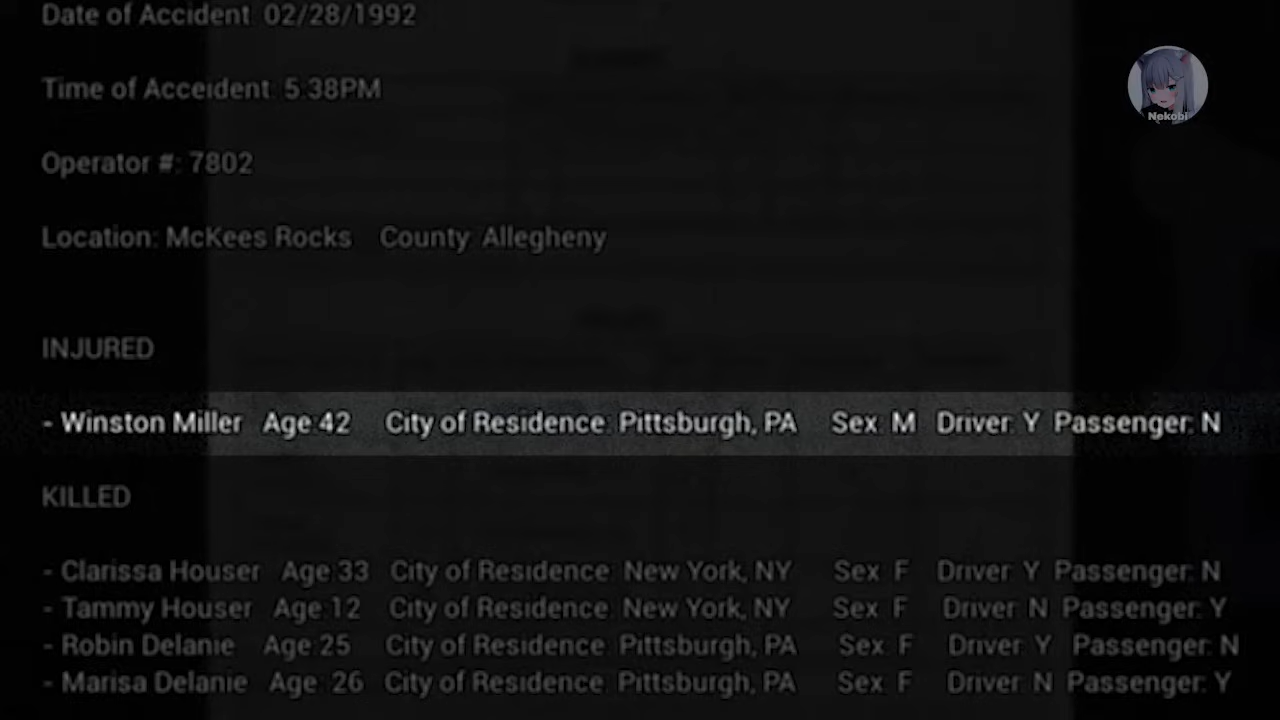 Date of Accident: 02/28/1992
Nekobi
Time of Acceident: 5:38PM
Operator #: 7802
Location: McKees Rocks County: Allegheny
INJURED
- Winston Miller Age:42 City of Residence: Pittsburgh, PA Sex: M Driver: Y Passenger: N
KILLED
- Clarissa Houser Age:33 City of Residence: New York, NY Sex: F Driver: Y Passenger: N
- Tammy Houser Age:12 City of Residence: New York, NY Sex: F Driver: N Passenger: Y
- Robin Delanie Age:25 City of Residence: Pittsburgh, PA Sex: F Driver: Y Passenger: N
- Marisa Delanie Age: 26 City of Residence: Pittsburgh, PA Sex: F Driver: N Passenger: Y